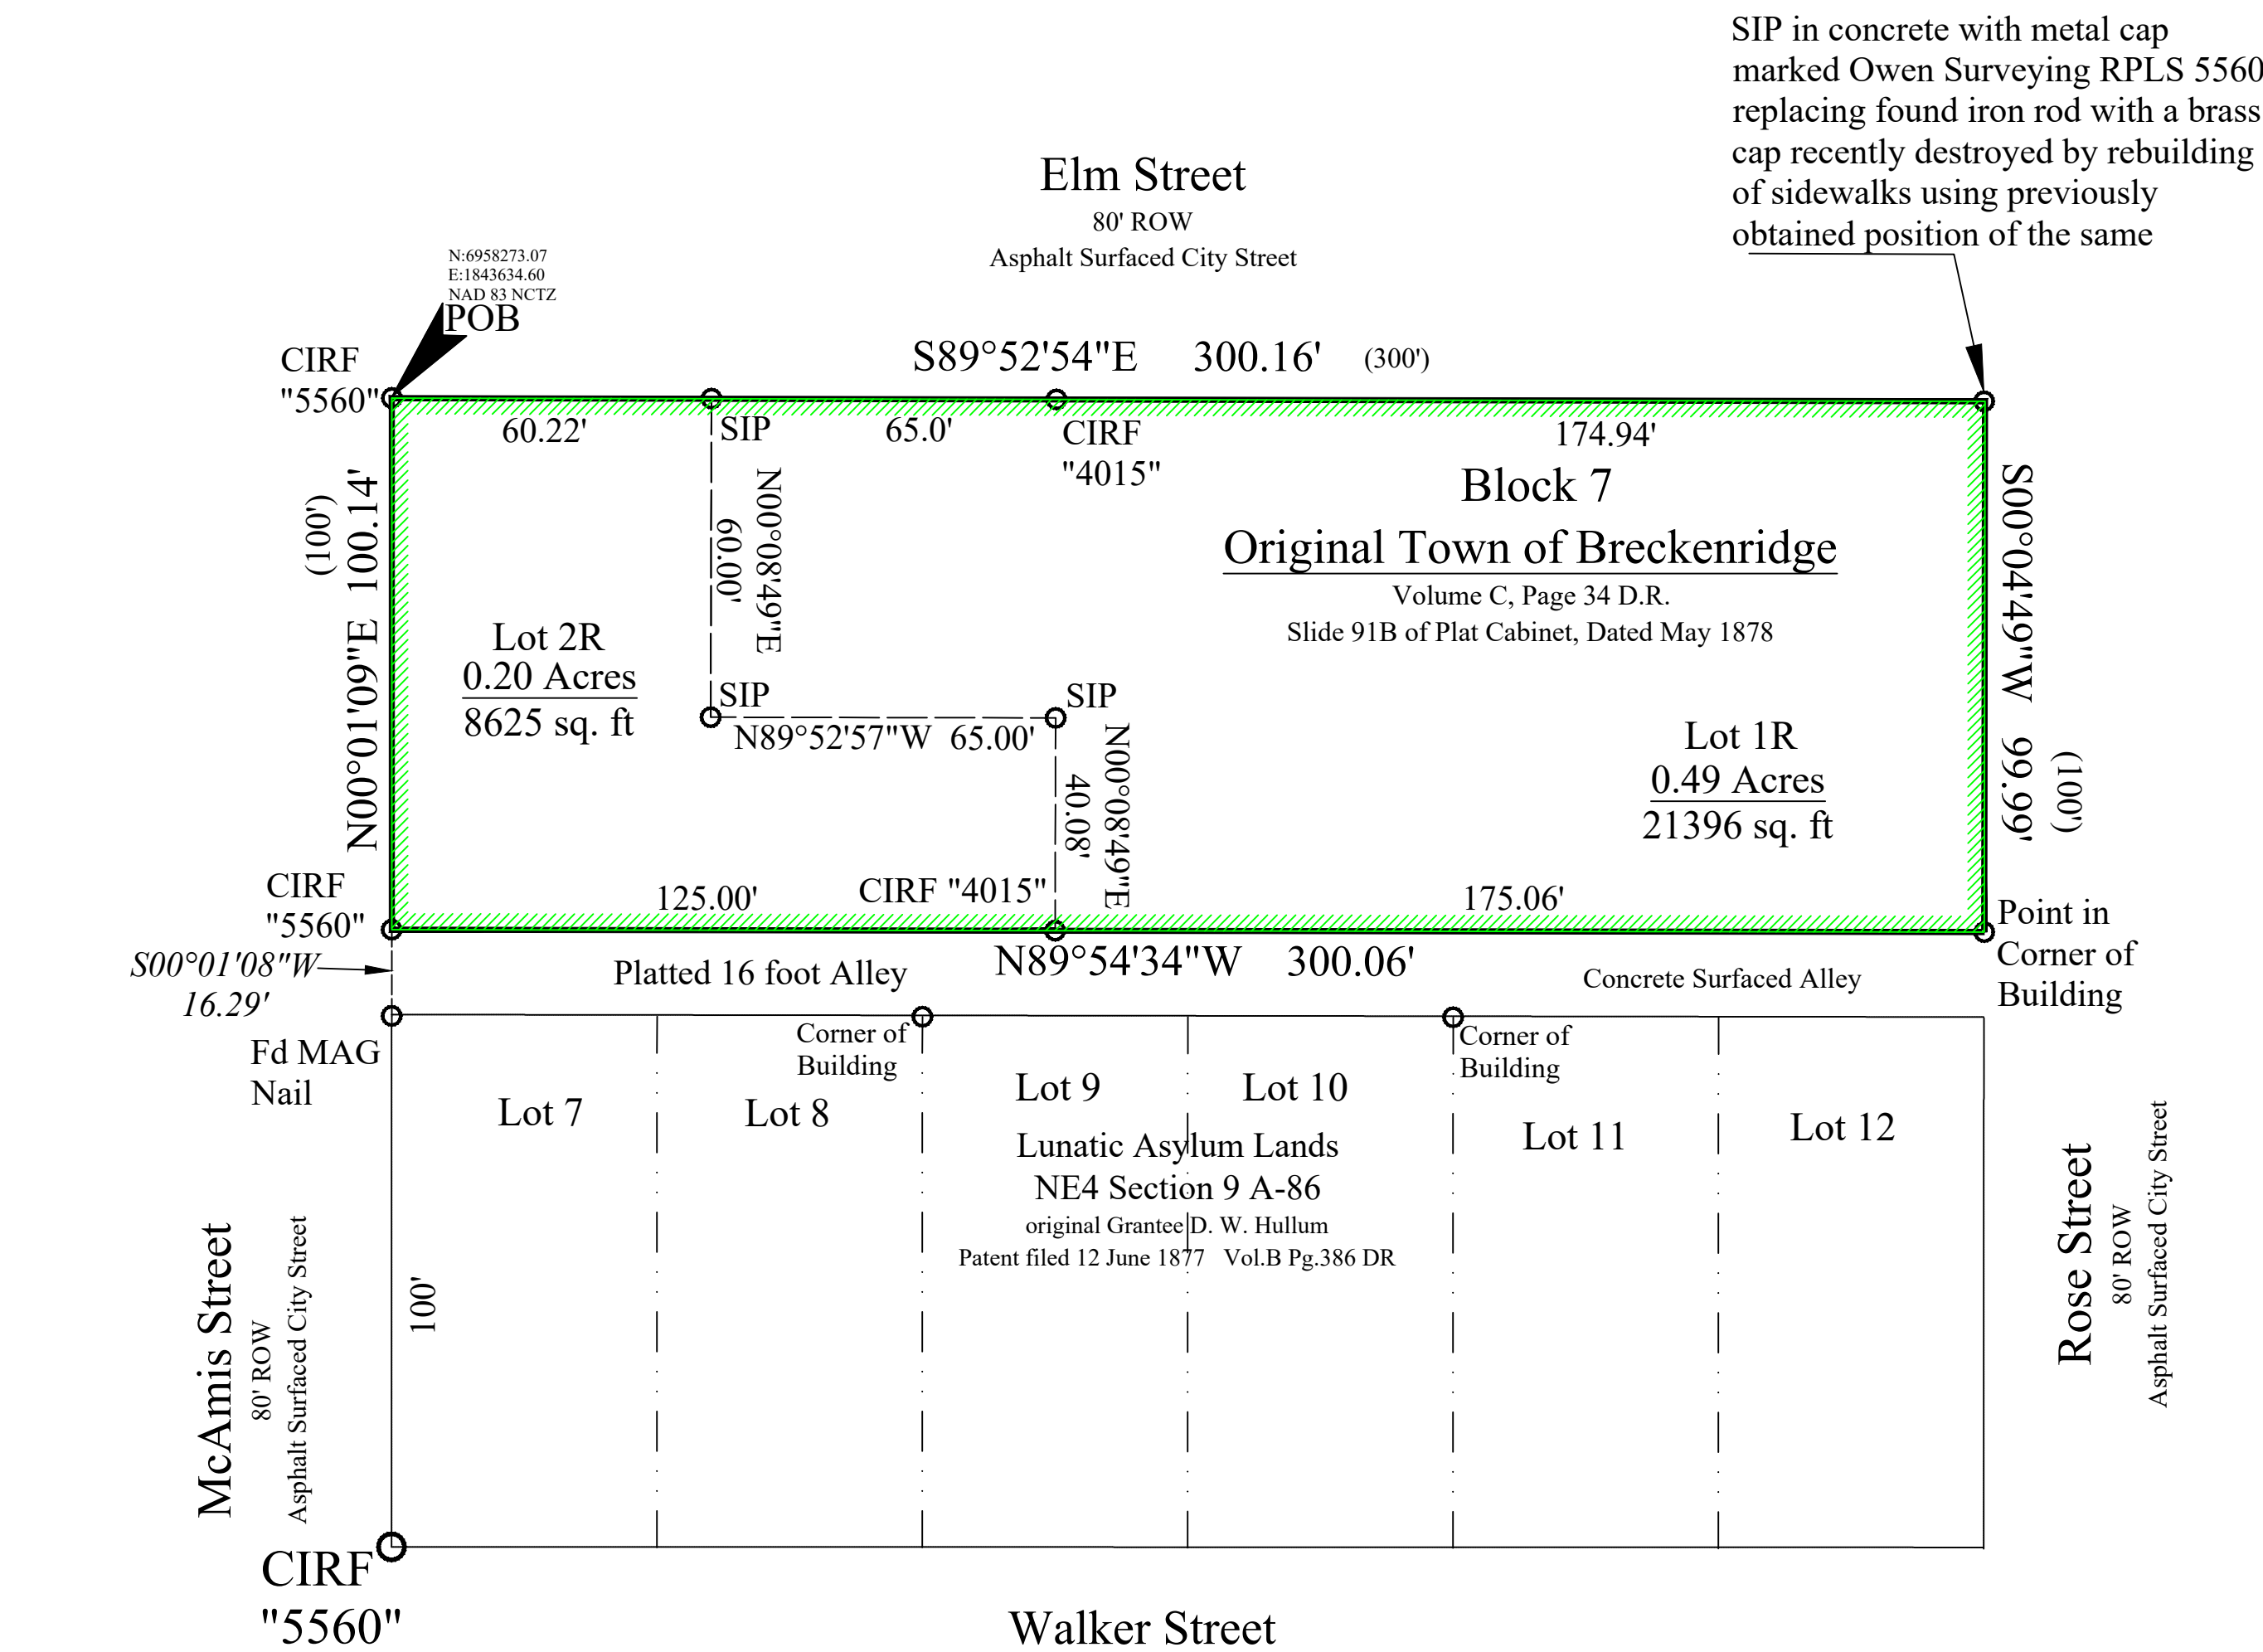 SIP in concrete with metal cap
marked Owen Surveying RPLS 5560
replacing found iron rod with a brass
cap recently destroyed by rebuilding
of sidewalks using previously
obtained position of the same
Elm Street
80' ROW
Asphalt Surfaced City Street
N:6958273.07
E:1843634.60
NAD 83 NCTZ
POB
CIRF
"5560"
S89°52'54"E 300.16' (300')
60.22'
SIP
65.0'
CIRF
"4015"
174.94'
Block 7
Original Town of Breckenridge
Volume C, Page 34 D.R.
Slide 91B of Plat Cabinet, Dated May 1878
N00°01'09"E 100.14'
(100')
N00°08'49"E
60.00'
S00°04'49"W 99.99'
(100')
Lot 2R
0.20 Acres
8625 sq. ft
SIP
SIP
N89°52'57"W 65.00'
N00°08'49"E
40.08'
Lot 1R
0.49 Acres
21396 sq. ft
CIRF
"5560"
125.00'
CIRF "4015"
175.06'
Point in
Corner of
Building
S00°01'08"W
16.29'
Platted 16 foot Alley
N89°54'34"W 300.06'
Concrete Surfaced Alley
Fd MAG
Nail
Corner of
Building
Corner of
Building
Lot 7
Lot 8
Lot 9
Lot 10
Lot 11
Lot 12
Lunatic Asylum Lands
NE4 Section 9 A-86
original Grantee D. W. Hullum
Patent filed 12 June 1877 Vol.B Pg.386 DR
McAmis Street
80' ROW
Asphalt Surfaced City Street
100'
Rose Street
80' ROW
Asphalt Surfaced City Street
CIRF
"5560"
Walker Street